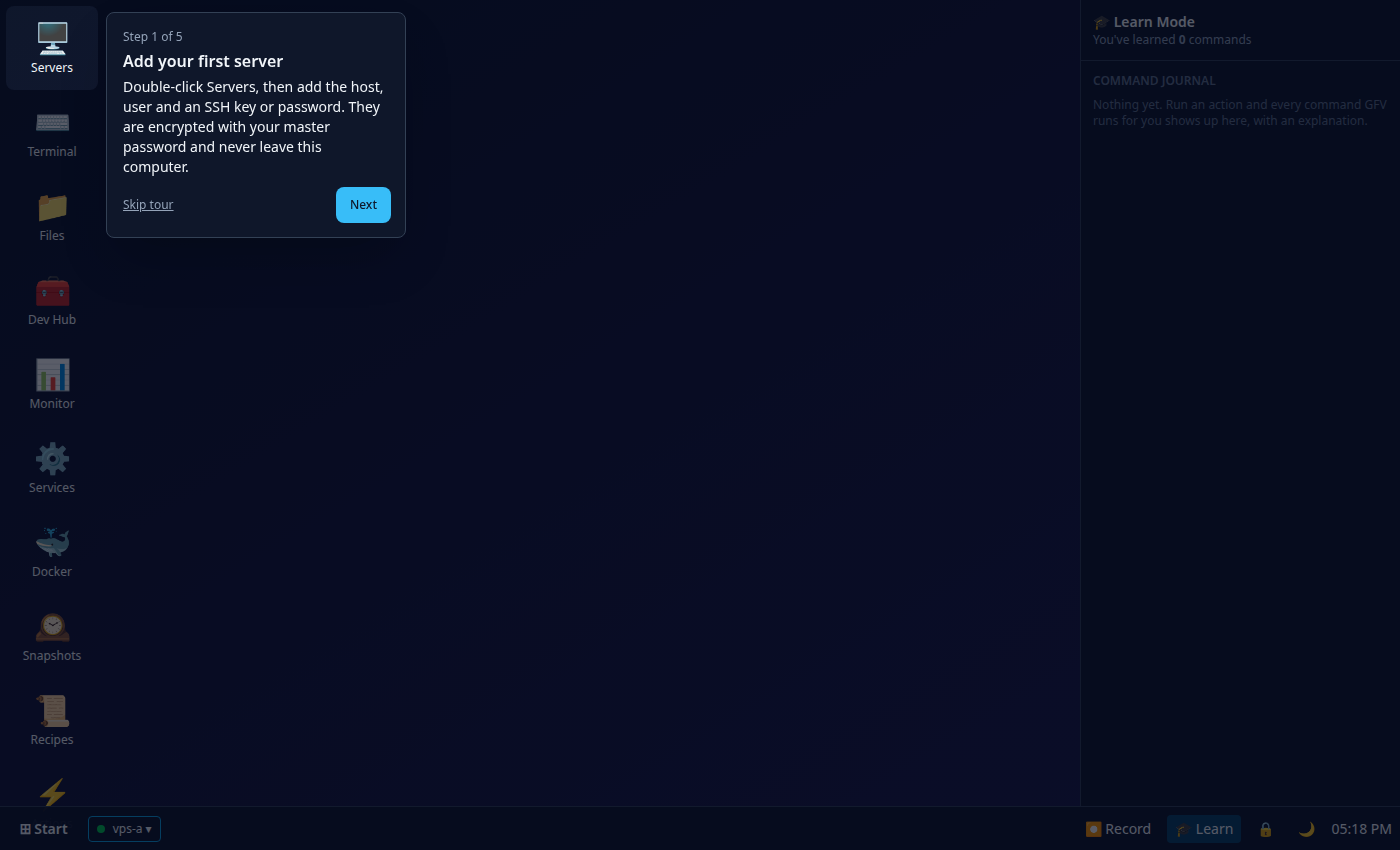 Servers
Terminal
Files
Dev Hub
Monitor
Services
Docker
Snapshots
Recipes
Step 1 of 5
Add your first server
Double-click Servers, then add the host,
user and an SSH key or password. They
are encrypted with your master
password and never leave this
computer.
Skip tour
Next
Learn Mode
You've learned 0 commands
COMMAND JOURNAL
Nothing yet. Run an action and every command GFV
runs for you shows up here, with an explanation.
Start
vps-a ▾
Record
Learn
05:18 PM